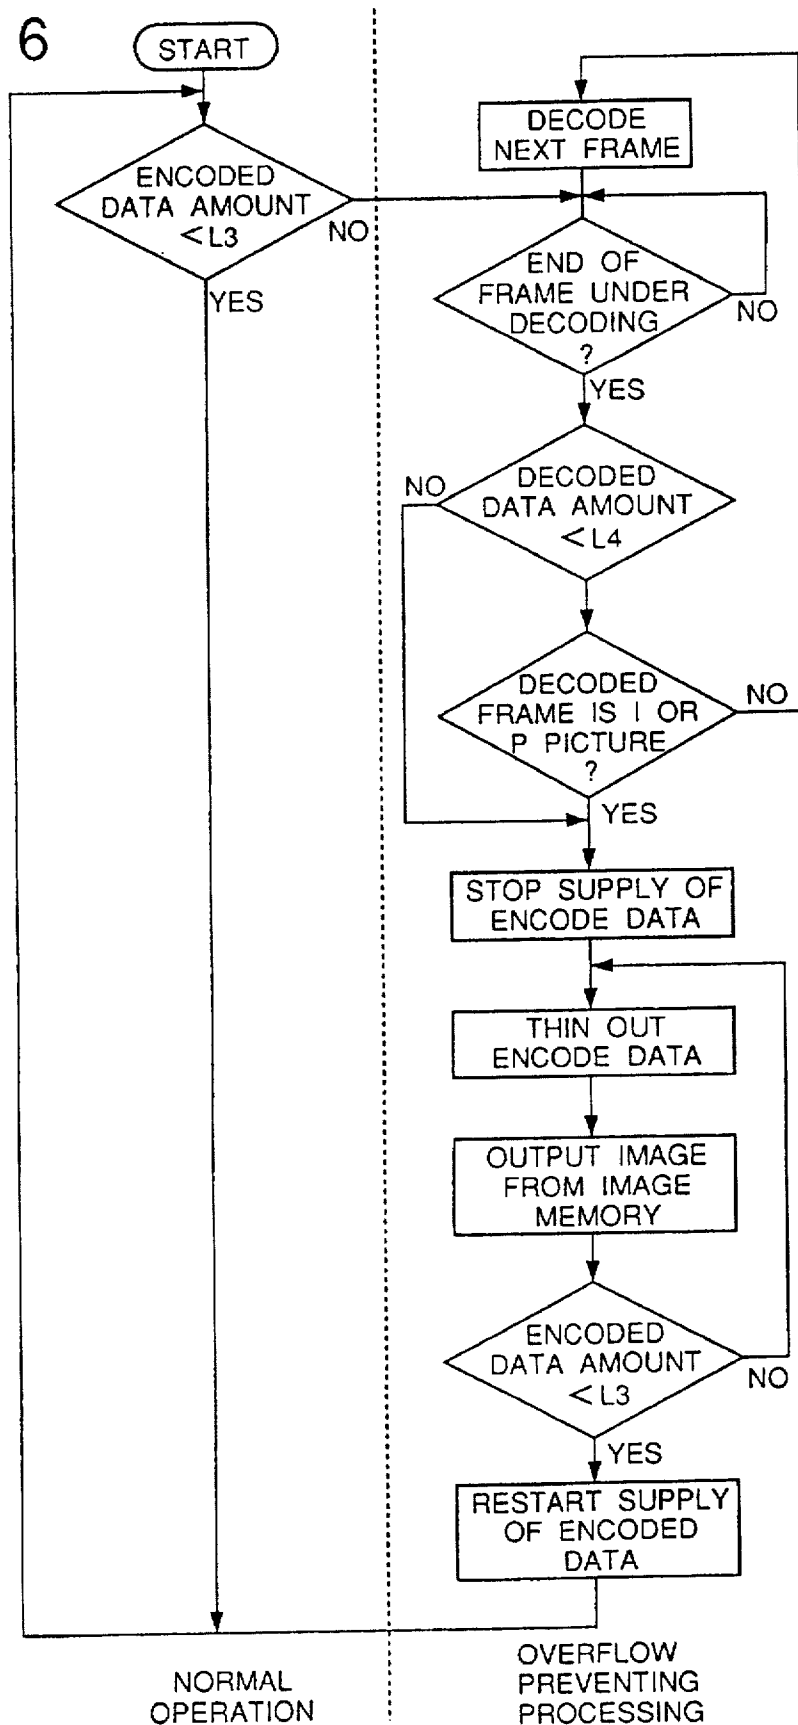 6
START
ENCODED
DATA AMOUNT
<L3
NO
YES
DECODE
NEXT FRAME
END OF
FRAME UNDER
DECODING
?
NO
YES
DECODED
DATA AMOUNT
<L4
NO
DECODED
FRAME IS I OR
P PICTURE
?
NO
YES
STOP SUPPLY OF
ENCODE DATA
THIN OUT
ENCODE DATA
OUTPUT IMAGE
FROM IMAGE
MEMORY
ENCODED
DATA AMOUNT
<L3
NO
YES
RESTART SUPPLY
OF ENCODED
DATA
NORMAL
OPERATION
OVERFLOW
PREVENTING
PROCESSING